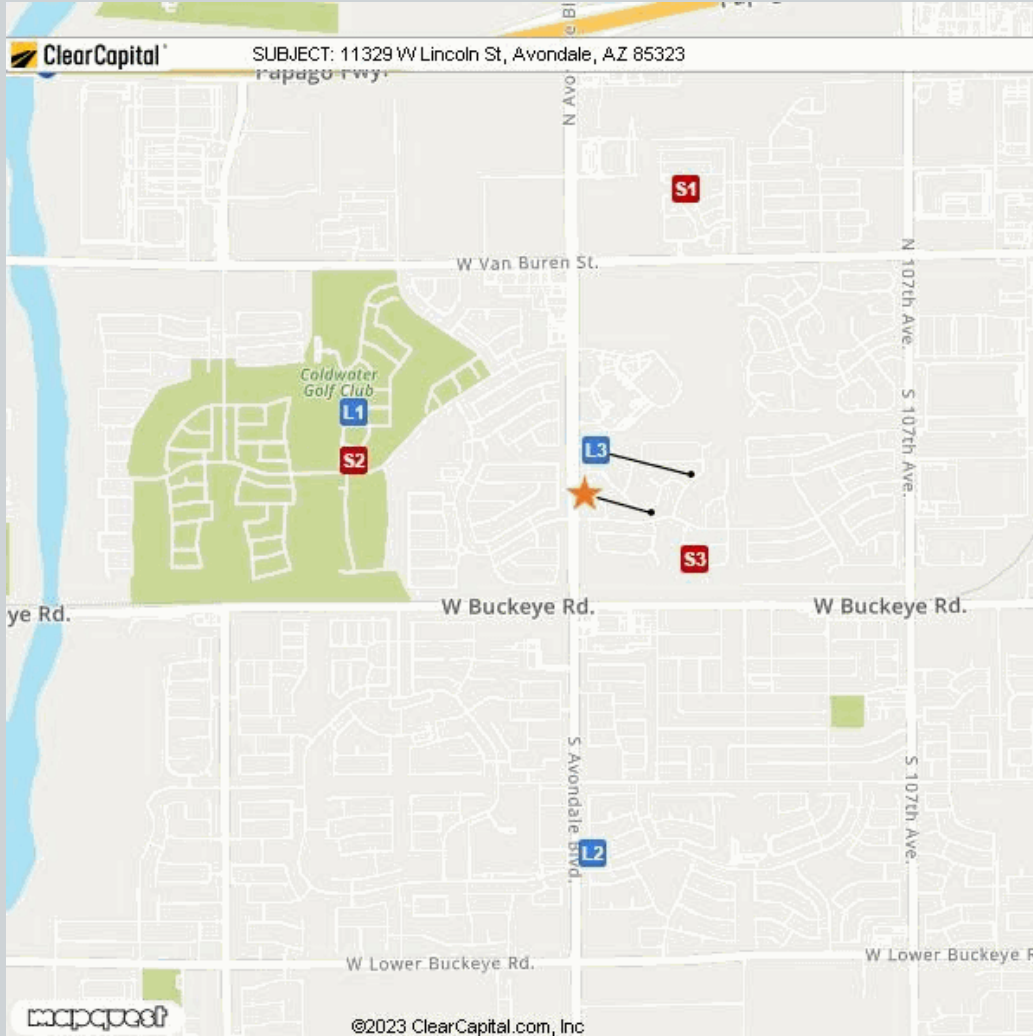 ClearCapital
SUBJECT: 11329 W Lincoln St, Avondale, AZ 85323
Papago Fwy.
N Avo
e Bl
S1
N 107th Ave.
W Van Buren St.
Coldwater
Golf Club
L1
S 107th Ave.
L3
S2
S3
ye Rd.
W Buckeye Rd.
W Buckeye Rd.
S Avondale Blvd.
S 107th Ave.
L2
W Lower Buckeye Rd.
W Lower Buckeye R
mapquest
©2023 ClearCapital.com, Inc